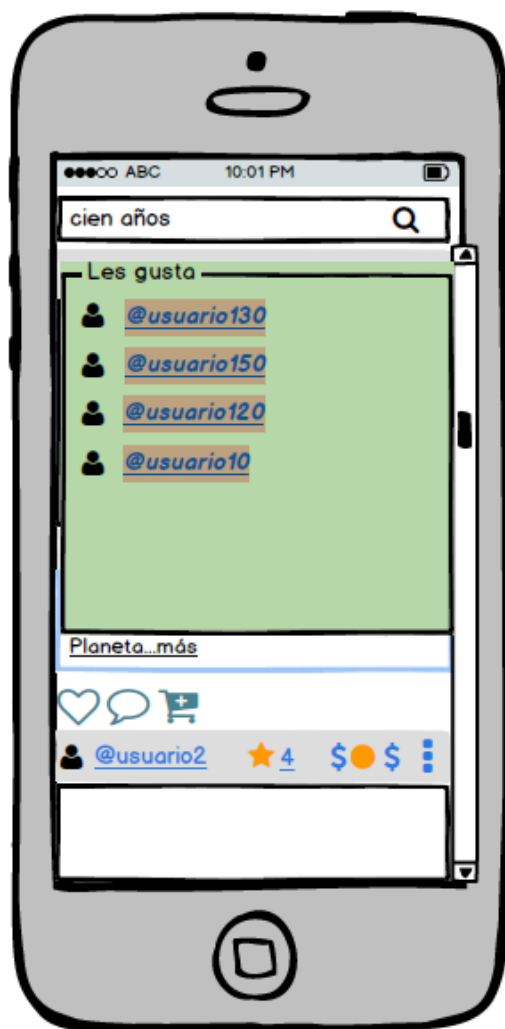 ABC 10:01 PM
cien años
Les gusta
@usuario130
@usuario150
@usuario120
@usuario10
Planeta...más
@usuario2 4 $ $